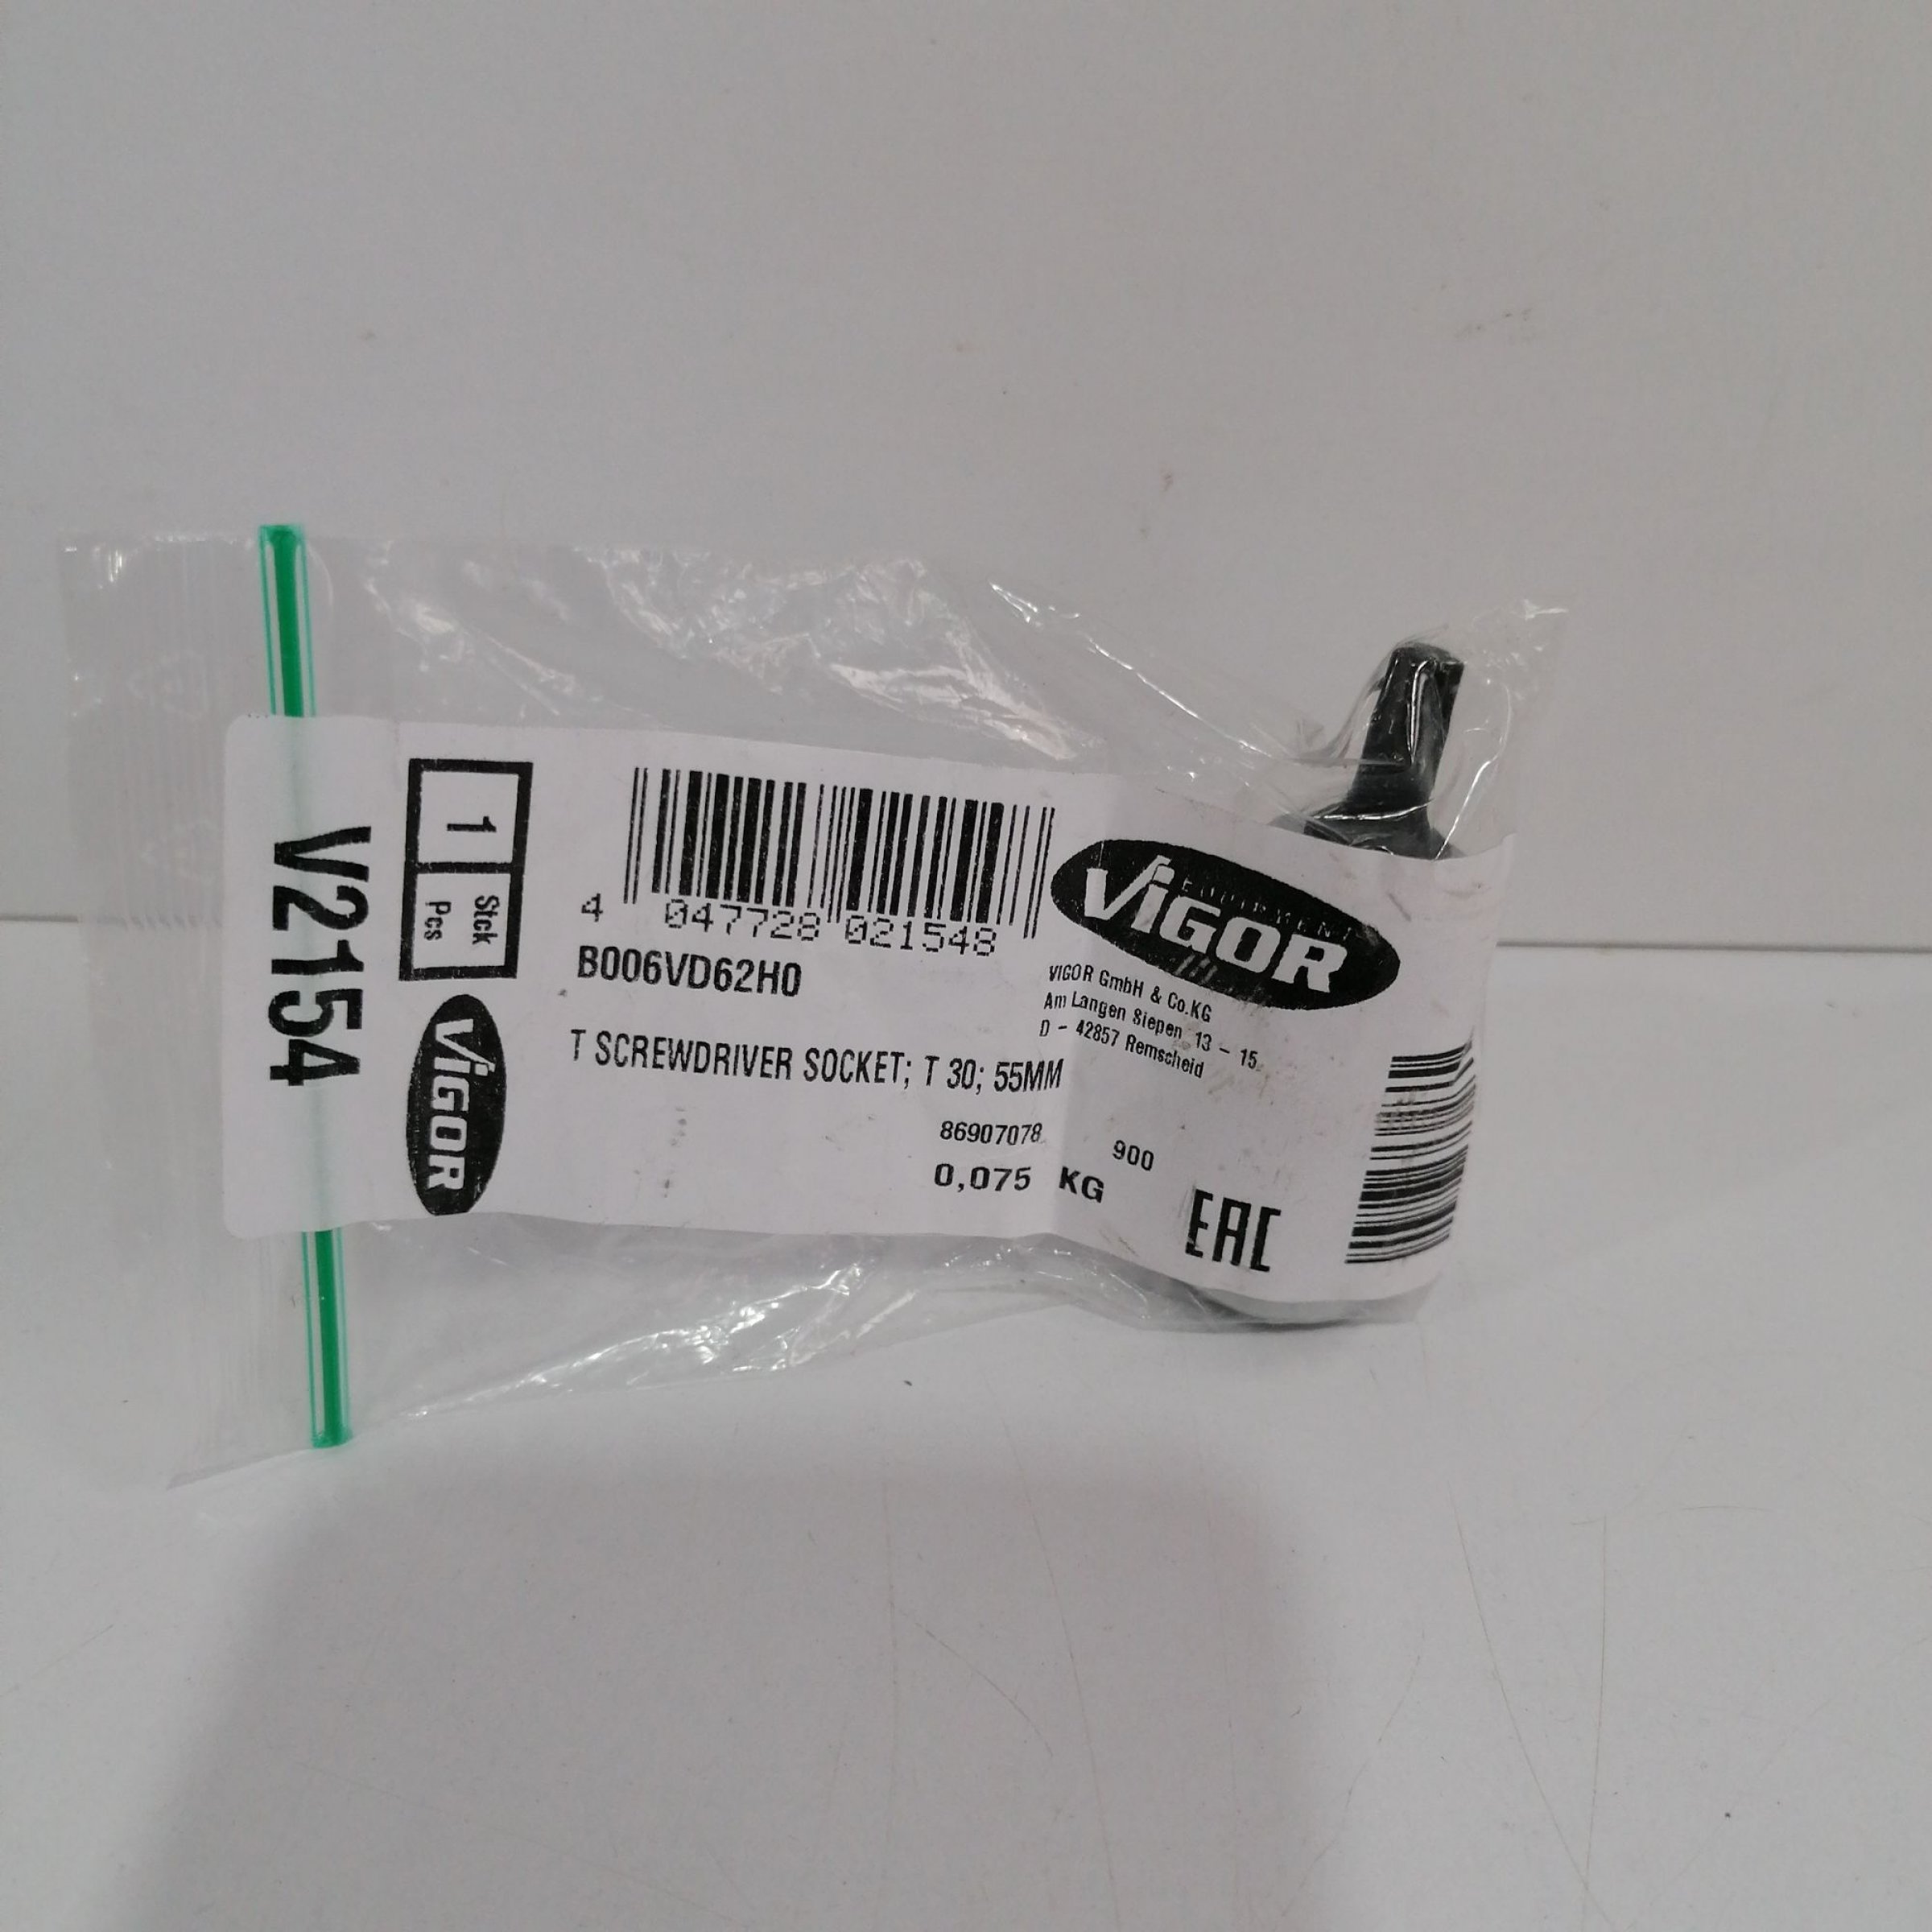 V2154
1
Stck
Pcs
VIGOR
4 047728 021548
B006VD62H0
T SCREWDRIVER SOCKET; T 30; 55MM
86907078
900
0,075 KG
EQUIPMENT
VIGOR
VIGOR GmbH & Co.KG
Am Langen Siepen 13 - 15
D - 42857 Remscheid
EAC